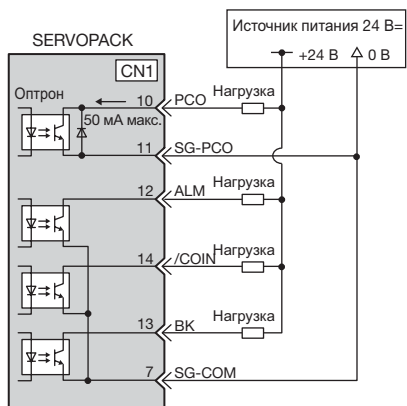 Источник питания 24 В=
+24 В 0 В
SERVOPACK
CN1
Оптрон
10 PCO Нагрузка
50 мА макс.
11 SG-PCO
12 ALM Нагрузка
14 /COIN Нагрузка
13 BK Нагрузка
7 SG-COM